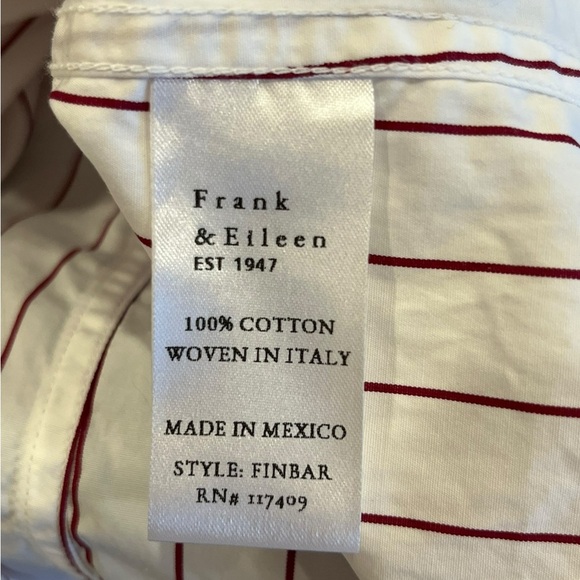 Frank
& Eileen
EST 1947
100% COTTON
WOVEN IN ITALY
MADE IN MEXICO
STYLE: FINBAR
RN# 117409